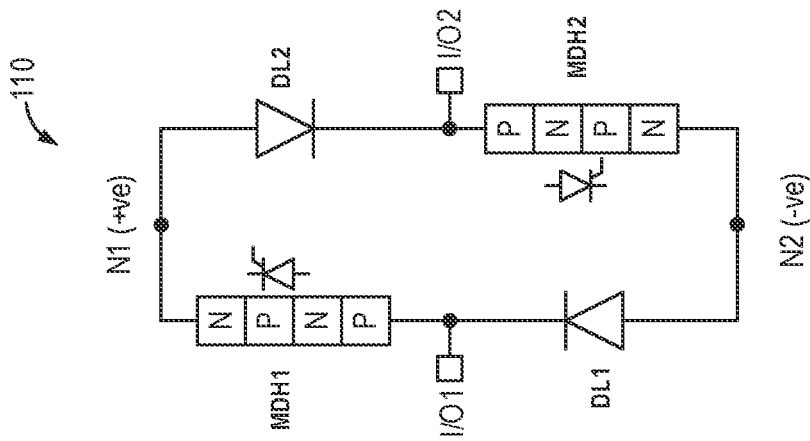 110
N1 (+ve)
DL2
N
P
N
P
MDH1
I/O2
I/O1
P
N
P
N
MDH2
DL1
N2 (-ve)